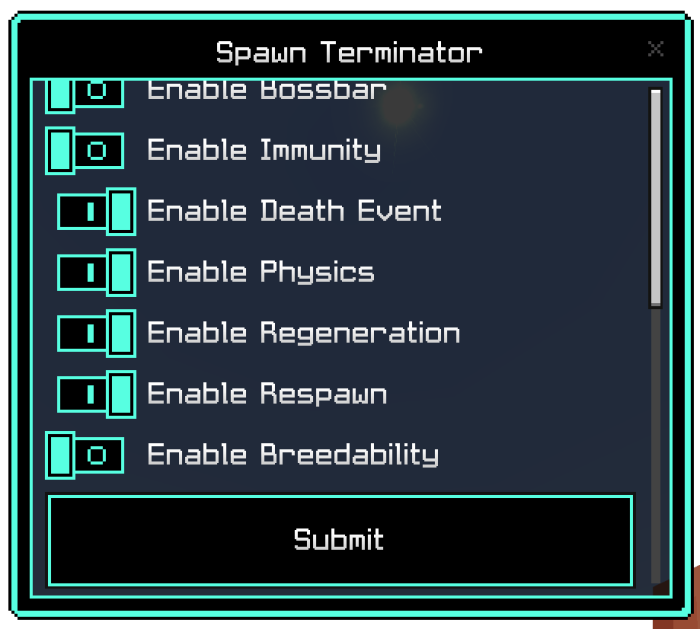 Spawn Terminator
Enable Bossbar
Enable Immunity
Enable Death Event
Enable Physics
Enable Regeneration
Enable Respawn
Enable Breedability
Submit